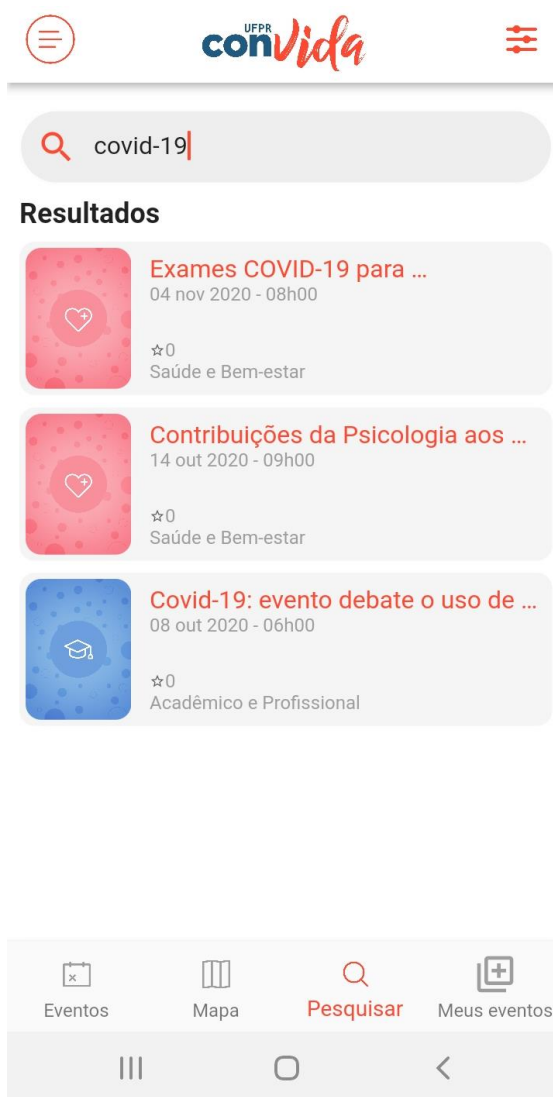 UFPR
conVida
covid-19
Resultados
Exames COVID-19 para ...
04 nov 2020 - 08h00
☆0
Saúde e Bem-estar
Contribuições da Psicologia aos ...
14 out 2020 - 09h00
☆0
Saúde e Bem-estar
Covid-19: evento debate o uso de ...
08 out 2020 - 06h00
☆0
Acadêmico e Profissional
Eventos Mapa Pesquisar Meus eventos